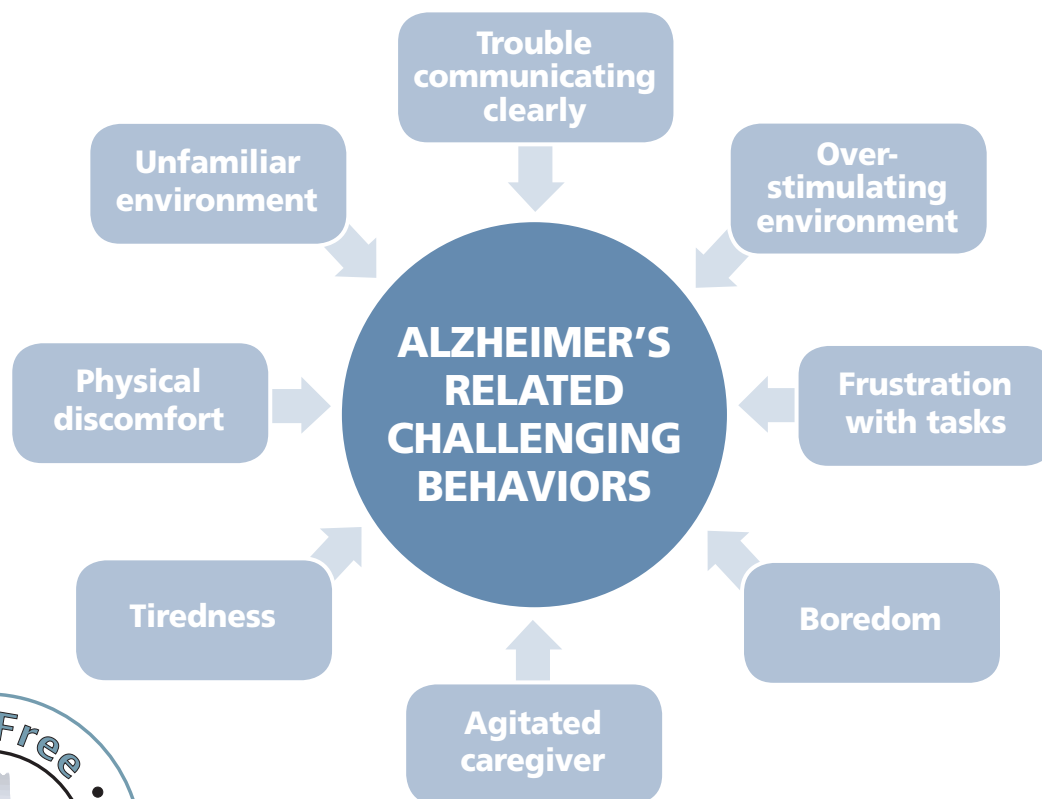 Trouble
communicating
clearly
Over-
stimulating
environment
Frustration
with tasks
Boredom
Agitated
caregiver
Tiredness
Physical
discomfort
Unfamiliar
environment
ALZHEIMER’S
RELATED
CHALLENGING
BEHAVIORS
Free •